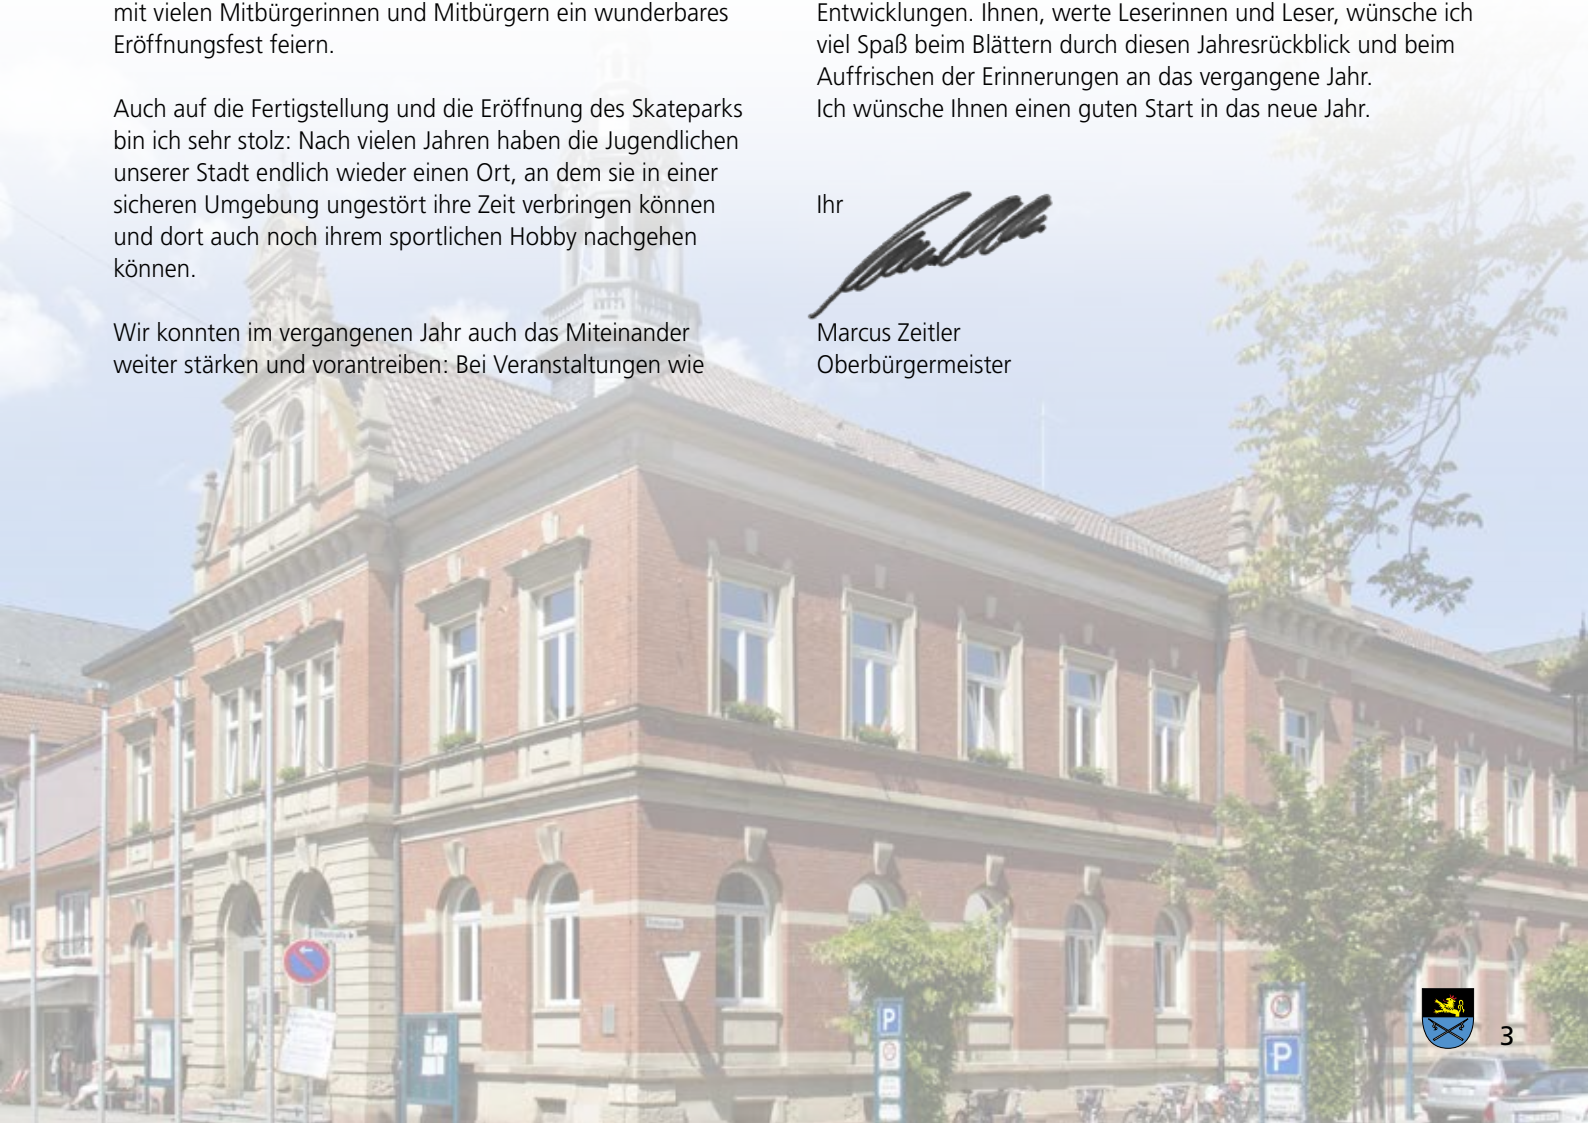 mit vielen Mitbürgerinnen und Mitbürgern ein wunderbares
Eröffnungsfest feiern.
Auch auf die Fertigstellung und die Eröffnung des Skateparks
bin ich sehr stolz: Nach vielen Jahren haben die Jugendlichen
unserer Stadt endlich wieder einen Ort, an dem sie in einer
sicheren Umgebung ungestört ihre Zeit verbringen können
und dort auch noch ihrem sportlichen Hobby nachgehen
können.
Wir konnten im vergangenen Jahr auch das Miteinander
weiter stärken und vorantreiben: Bei Veranstaltungen wie
Entwicklungen. Ihnen, werte Leserinnen und Leser, wünsche ich
viel Spaß beim Blättern durch diesen Jahresrückblick und beim
Auffrischen der Erinnerungen an das vergangene Jahr.
Ich wünsche Ihnen einen guten Start in das neue Jahr.
Ihr
Marcus Zeitler
Oberbürgermeister
P
P
3